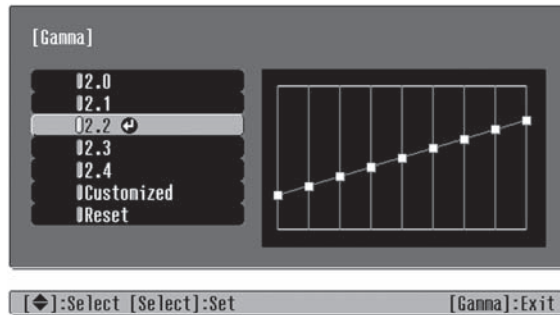 [Gamma]
2.0
2.1
2.2
2.3
2.4
Customized
Reset
[◆]:Select [Select]:Set [Gamma]:Exit